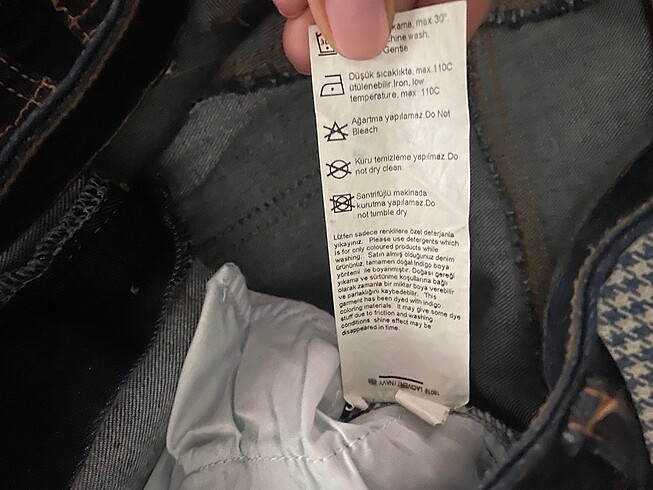 kama, max.30°.
hine wash.
Gentle
Düşük sıcaklıkta, max.110C
ütülenebilir.Iron, low
temperature, max 110C
Ağartma yapılamaz.Do Not
Bleach
Kuru temizleme yapılmaz.Do
not dry clean
Santrifüjlü makinada
kurutma yapılamaz.Do
not tumble dry
Lütfen sadece renklilere özel deterjanla
yıkayınız. Please use detergents which
is for only coloured products while
washing. Satın almış olduğunuz denim
ürününüz, tamamen doğal Indigo boya
yöntemi ile boyanmıştır. Doğası gereği
yıkama ve sürtünme koşullarına bağlı
olarak zamanla bir miktar boya verebilir
ve parlaklığını kaybedebilir. This
garment has been dyed with indigo
coloring materials. It may give some dye
stuff due to friction and washing
conditions shine effect may be
disappeared in time.